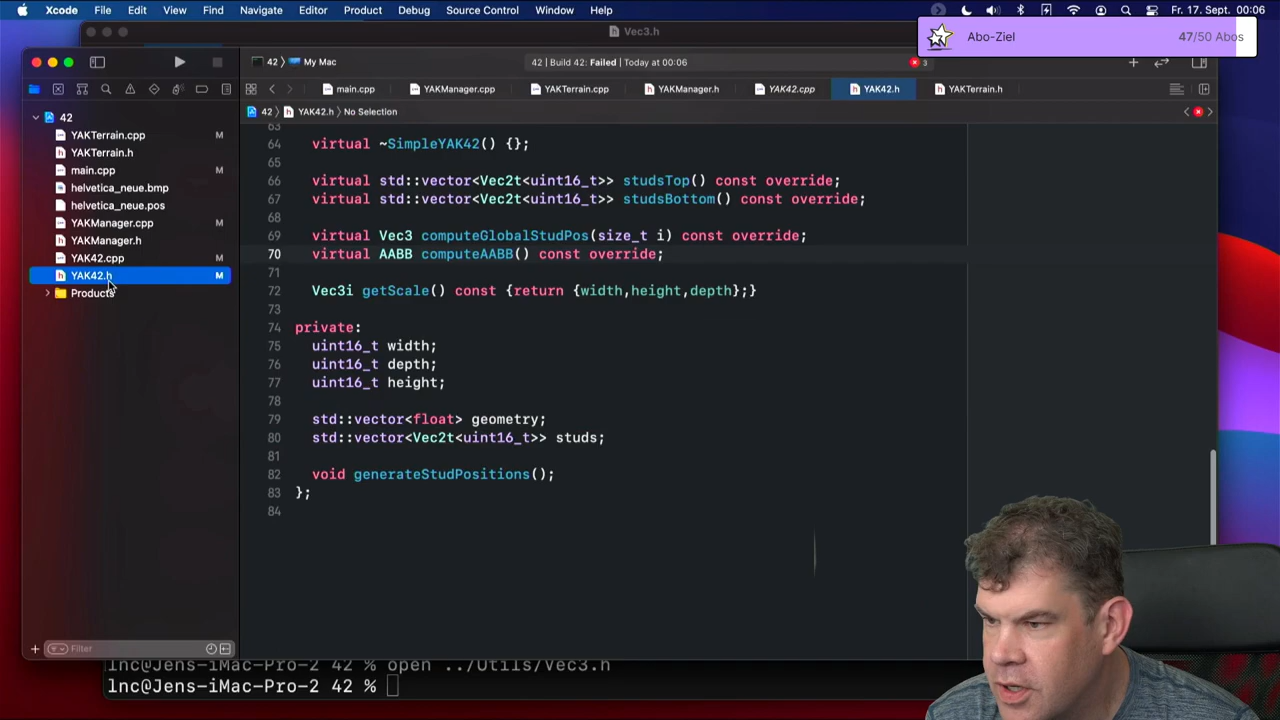 Xcode File Edit View Find Navigate Editor Product Debug Source Control Window Help Fr. 17. Sept. 00:06
Vec3.h
Abo-Ziel 47/50 Abos
42 My Mac 42 | Build 42: Failed | Today at 00:06 3
main.cpp YAKManager.cpp YAKTerrain.cpp YAKManager.h YAK42.cpp YAK42.h YAKTerrain.h
42 YAK42.h No Selection
42
YAKTerrain.cpp M
YAKTerrain.h
main.cpp M
helvetica_neue.bmp
helvetica_neue.pos
YAKManager.cpp M
YAKManager.h
YAK42.cpp M
YAK42.h M
Products
Filter
63
64 virtual ~SimpleYAK42() {};
65
66 virtual std::vector<Vec2t<uint16_t>> studsTop() const override;
67 virtual std::vector<Vec2t<uint16_t>> studsBottom() const override;
68
69 virtual Vec3 computeGlobalStudPos(size_t i) const override;
70 virtual AABB computeAABB() const override;
71
72 Vec3i getScale() const {return {width,height,depth};}
73
74 private:
75 uint16_t width;
76 uint16_t depth;
77 uint16_t height;
78
79 std::vector<float> geometry;
80 std::vector<Vec2t<uint16_t>> studs;
81
82 void generateStudPositions();
83 };
84
lnc@Jens-iMac-Pro-2 42 % open ../Utils/Vec3.h
lnc@Jens-iMac-Pro-2 42 %